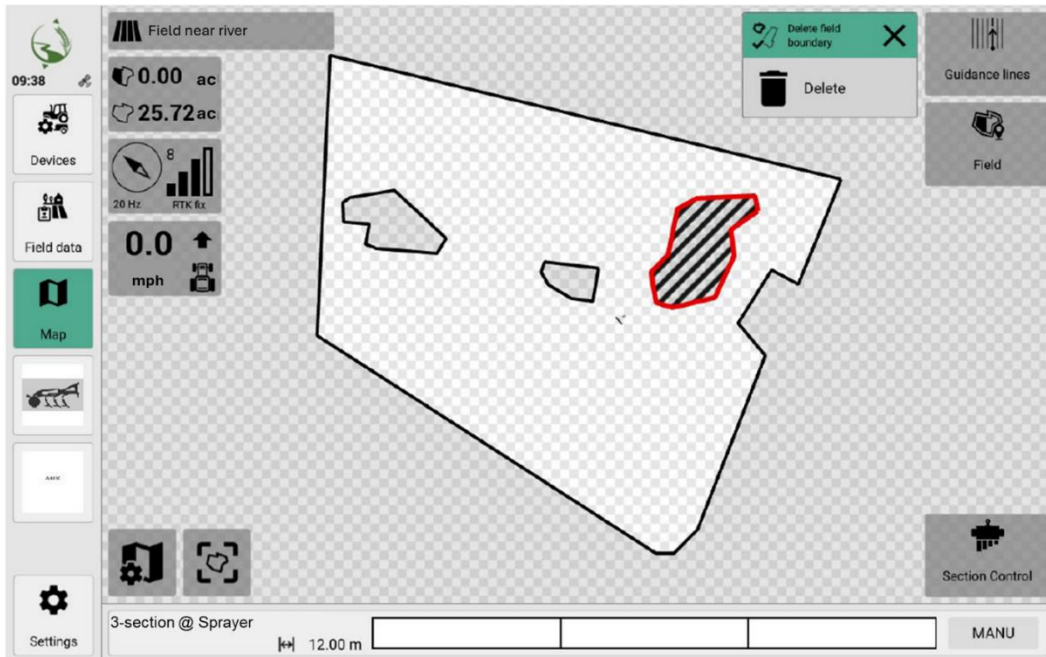 09:38
Devices
Field data
Map
Settings
Field near river
0.00 ac
25.72 ac
8
20 Hz RTK fix
0.0
mph
Delete field
boundary
Delete
Guidance lines
Field
Section Control
3-section @ Sprayer
12.00 m
MANU